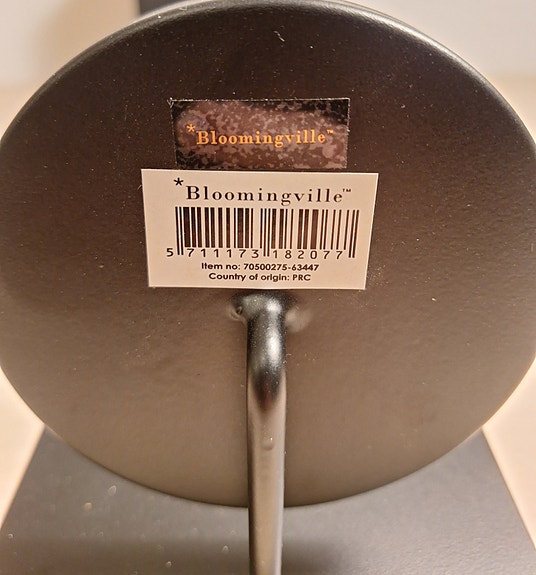 *Bloomingville™
*Bloomingville™
5 711173 182077
Item no: 70500275-63447
Country of origin: PRC